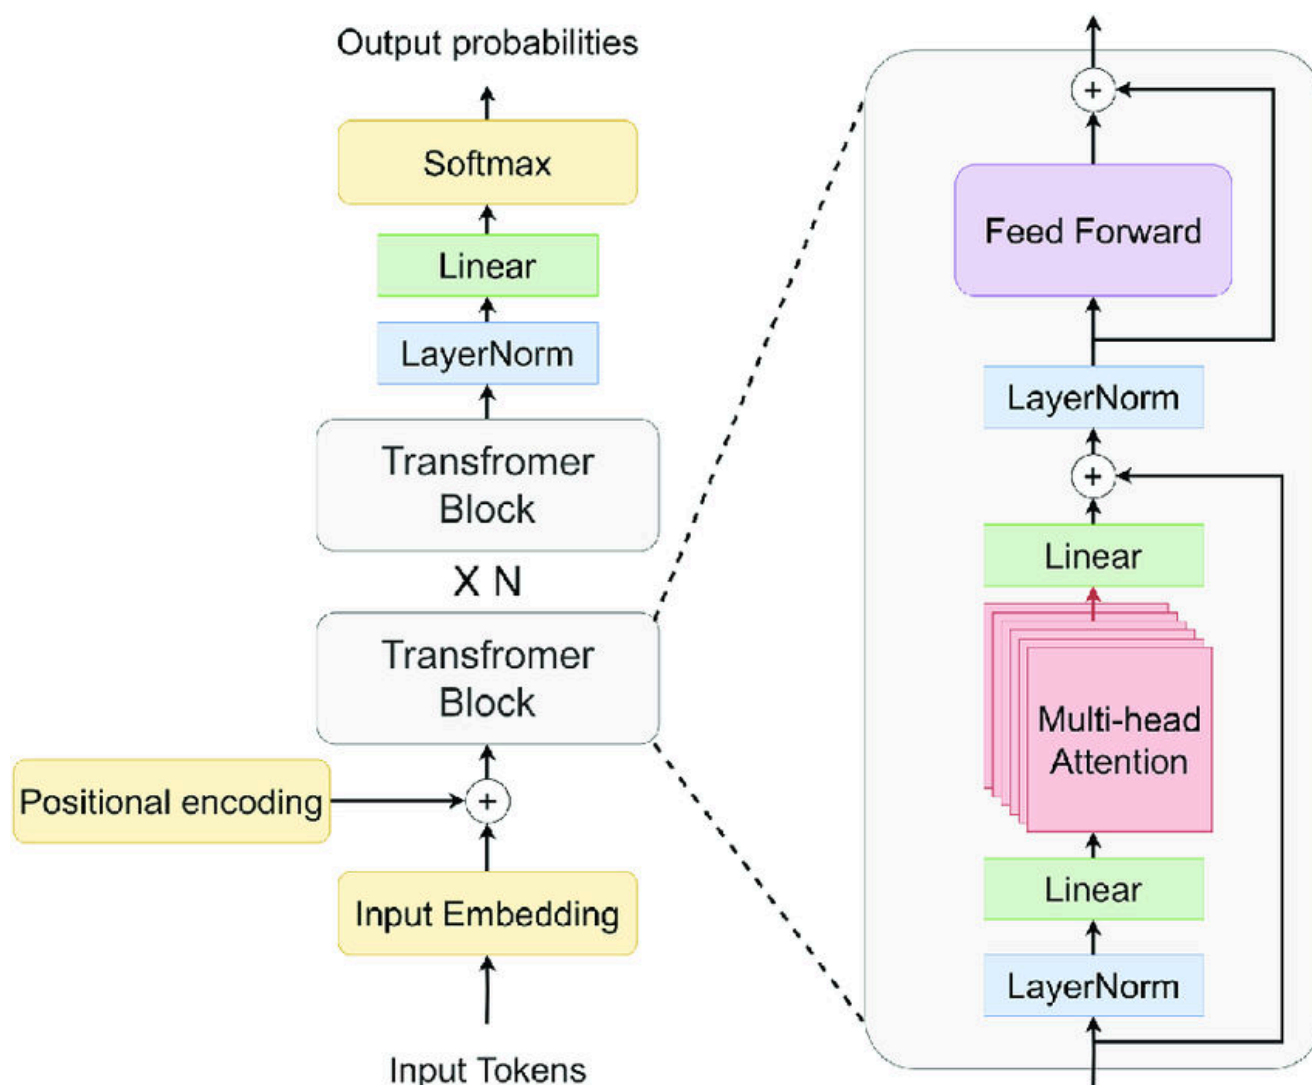 Output probabilities
Softmax
Linear
LayerNorm
Transfromer
Block
X N
Transfromer
Block
Positional encoding
+
Input Embedding
Input Tokens
+
Feed Forward
LayerNorm
+
Linear
Multi-head
Attention
Linear
LayerNorm